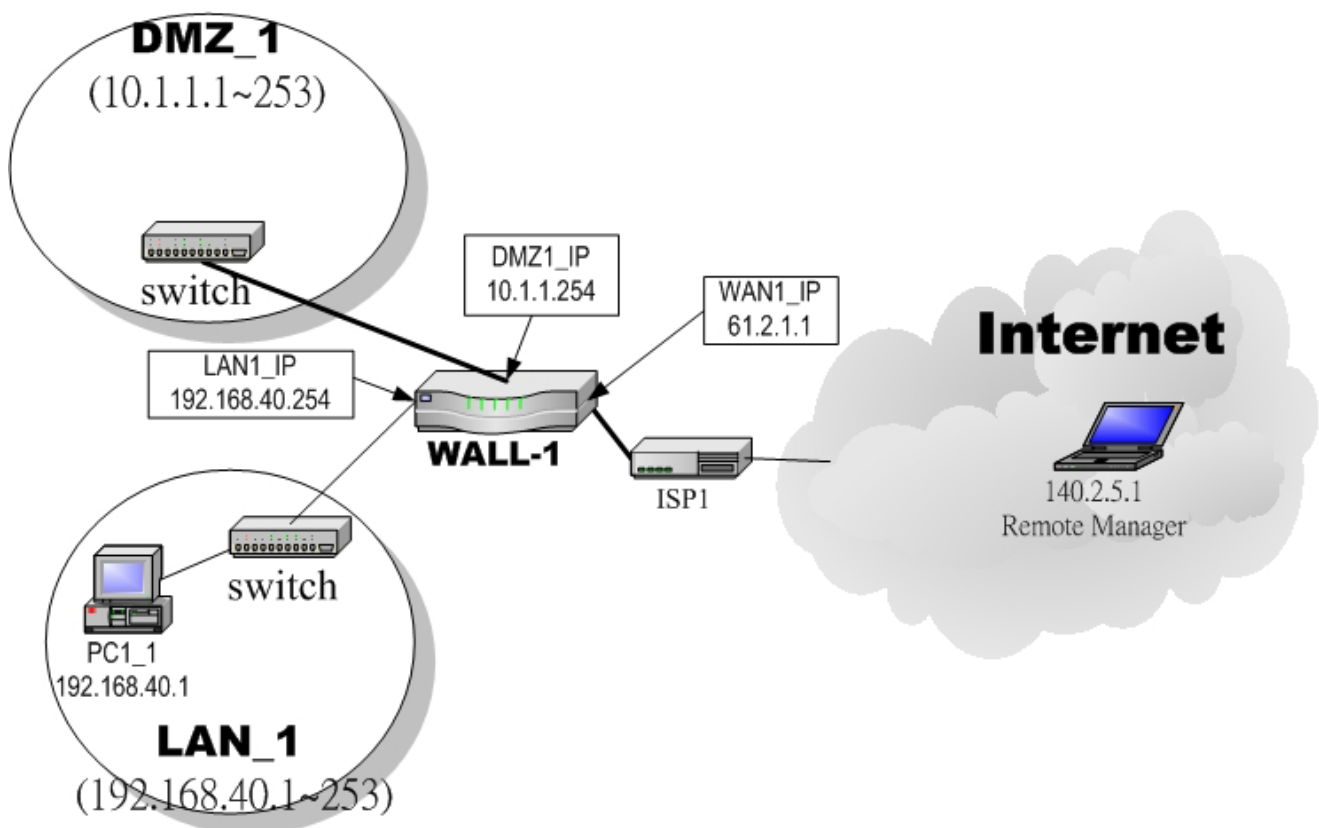 DMZ_1
(10.1.1.1~253)
switch
DMZ1_IP
10.1.1.254
WAN1_IP
61.2.1.1
LAN1_IP
192.168.40.254
WALL-1
ISP1
Internet
140.2.5.1
Remote Manager
switch
PC1_1
192.168.40.1
LAN_1
(192.168.40.1~253)